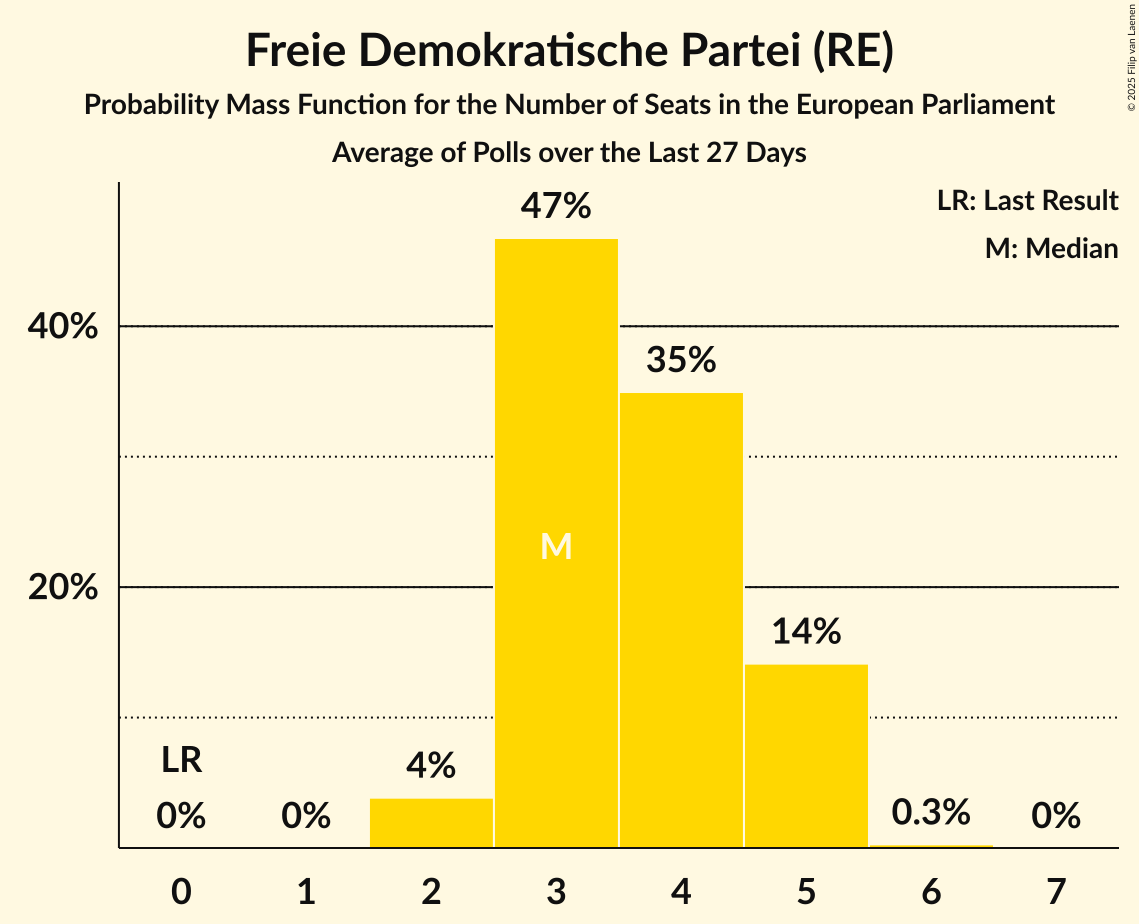 Freie Demokratische Partei (RE)
Probability Mass Function for the Number of Seats in the European Parliament
Average of Polls over the Last 27 Days
© 2025 Filip van Laenen
LR: Last Result
M: Median
47%
40%
35%
M
20%
14%
LR
4%
0%
0%
0.3%
0%
0
1
2
3
4
5
6
7